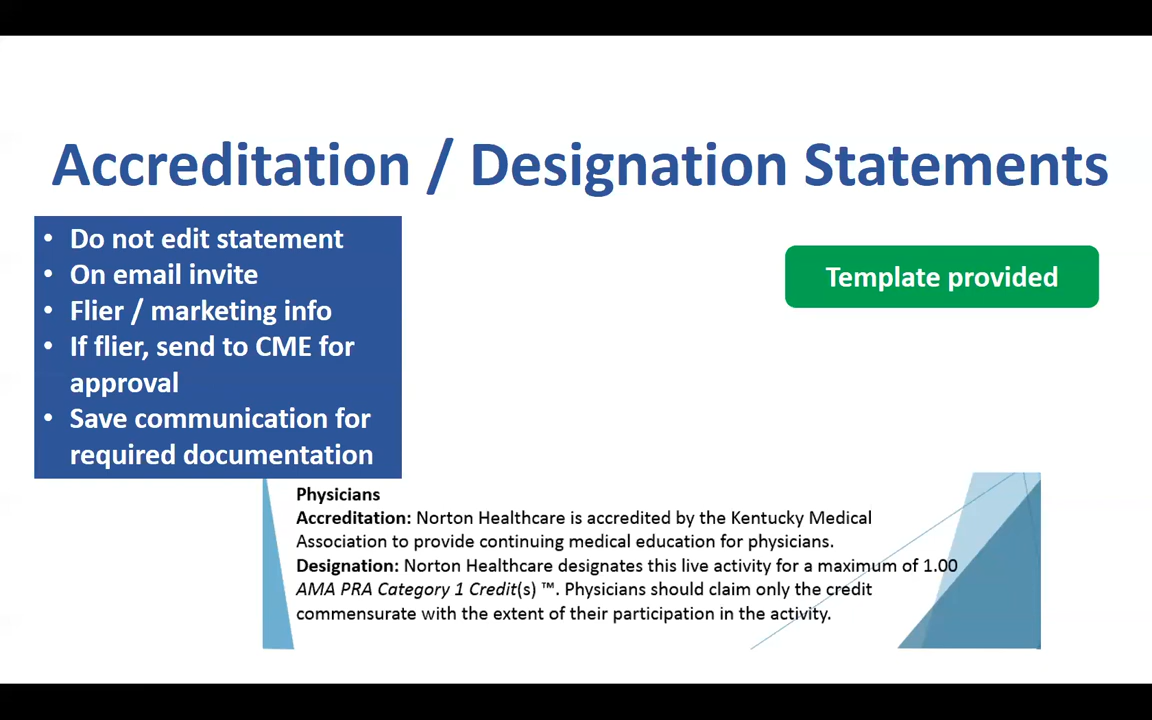 Accreditation / Designation Statements
• Do not edit statement
• On email invite
• Flier / marketing info
• If flier, send to CME for
approval
• Save communication for
required documentation
Template provided
Physicians
Accreditation: Norton Healthcare is accredited by the Kentucky Medical
Association to provide continuing medical education for physicians.
Designation: Norton Healthcare designates this live activity for a maximum of 1.00
AMA PRA Category 1 Credit(s) ™. Physicians should claim only the credit
commensurate with the extent of their participation in the activity.